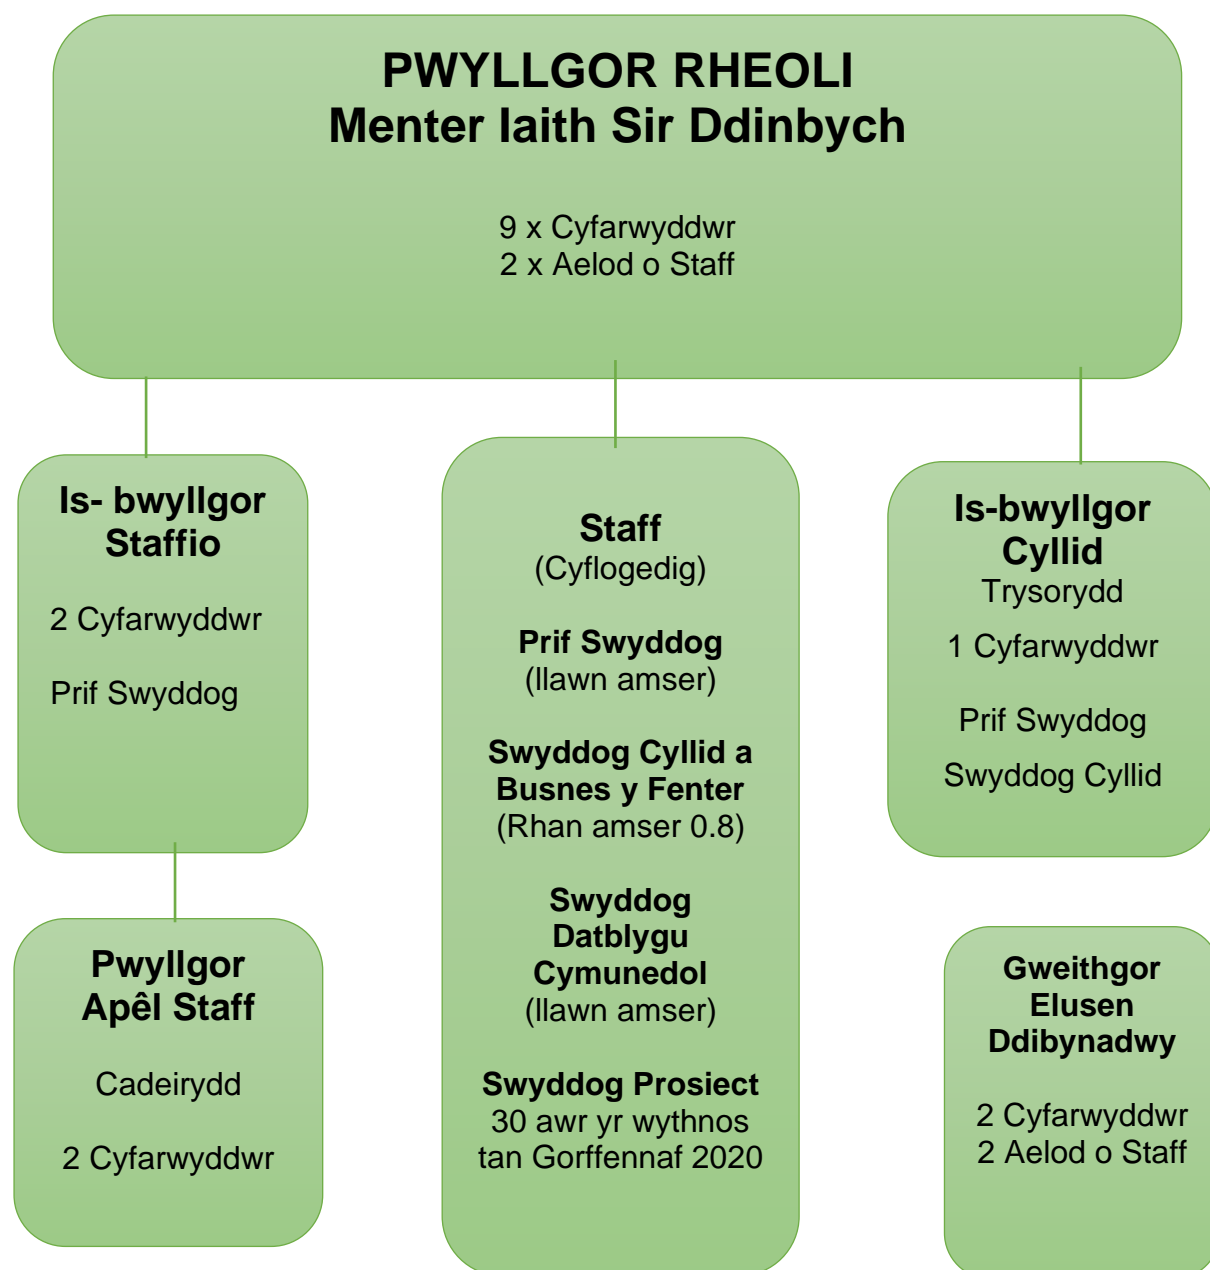 PWYLLGOR RHEOLI
Menter Iaith Sir Ddinbych
9 x Cyfarwyddwr
2 x Aelod o Staff
Is- bwyllgor
Staffio
2 Cyfarwyddwr
Prif Swyddog
Pwyllgor
Apêl Staff
Cadeirydd
2 Cyfarwyddwr
Staff
(Cyflogedig)
Prif Swyddog
(llawn amser)
Swyddog Cyllid a
Busnes y Fenter
(Rhan amser 0.8)
Swyddog
Datblygu
Cymunedol
(llawn amser)
Swyddog Prosiect
30 awr yr wythnos
tan Gorffennaf 2020
Is-bwyllgor
Cyllid
Trysorydd
1 Cyfarwyddwr
Prif Swyddog
Swyddog Cyllid
Gweithgor
Elusen
Ddibynadwy
2 Cyfarwyddwr
2 Aelod o Staff